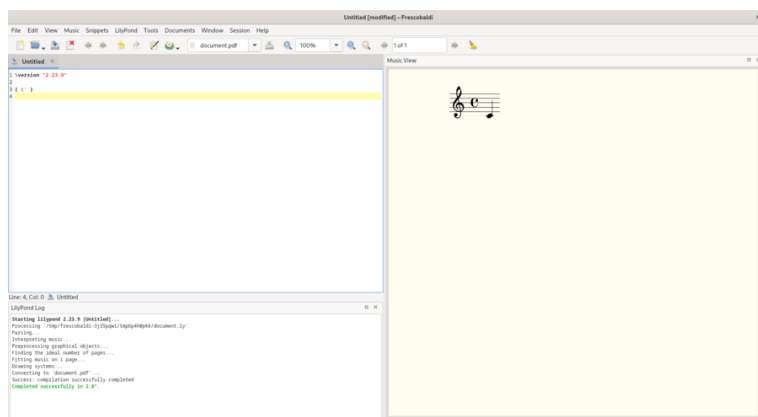 Untitled [modified] – Frescobaldi
File Edit View Music Snippets LilyPond Tools Documents Window Session Help
document.pdf 100% 1 of 1
Untitled
Music View
1 \version "2.23.9"
2
3 { c' }
4
Line: 4, Col: 0 Untitled
LilyPond Log
Starting lilypond 2.23.9 [Untitled]...
Parsing...
Interpreting music...
Preprocessing graphical objects...
Finding the ideal number of pages...
Fitting music on 1 page...
Drawing systems...
Converting to `document.pdf'...
Success: compilation successfully completed
Completed successfully in 1.0".